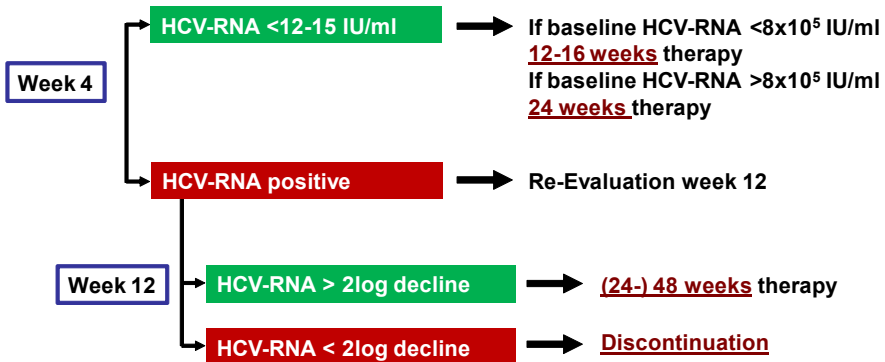 HCV-RNA <12-15 IU/ml
If baseline HCV-RNA <8x10⁵ IU/ml
12-16 weeks therapy
If baseline HCV-RNA >8x10⁵ IU/ml
24 weeks therapy
Week 4
HCV-RNA positive
Re-Evaluation week 12
Week 12
HCV-RNA > 2log decline
(24-) 48 weeks therapy
HCV-RNA < 2log decline
Discontinuation